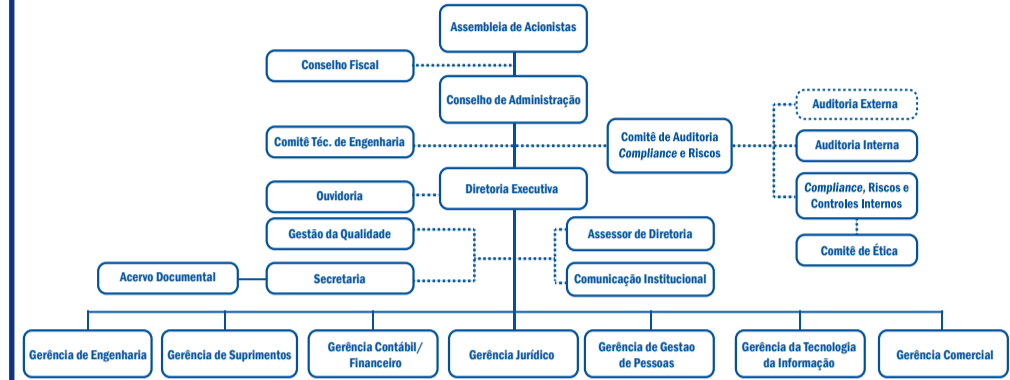 Assembleia de Acionistas
Conselho Fiscal
Conselho de Administração
Auditoria Externa
Comitê Téc. de Engenharia
Comitê de Auditoria
Compliance e Riscos
Auditoria Interna
Diretoria Executiva
Ouvidoria
Compliance, Riscos e
Controles Internos
Gestão da Qualidade
Assessor de Diretoria
Comitê de Ética
Acervo Documental
Secretaria
Comunicação Institucional
Gerência de Engenharia
Gerência de Suprimentos
Gerência Contábil/
Financeiro
Gerência Jurídico
Gerência de Gestao
de Pessoas
Gerência da Tecnologia
da Informação
Gerência Comercial